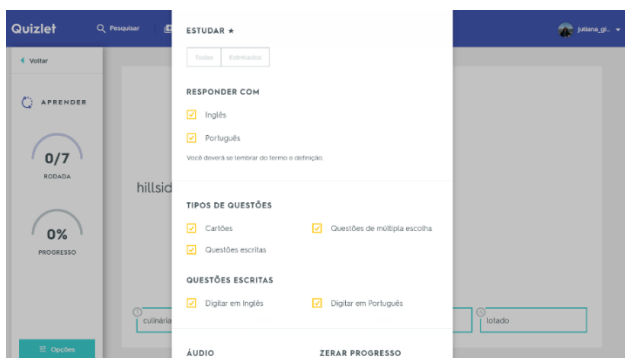 Quizlet
Pesquisar
juliana_gi..
Voltar
APRENDER
0/7
RODADA
0%
PROGRESSO
Opções
ESTUDAR ★
Todas Estrelados
RESPONDER COM
Inglês
Português
Você deverá se lembrar do termo e definição.
TIPOS DE QUESTÕES
Cartões Questões de múltipla escolha
Questões escritas
QUESTÕES ESCRITAS
Digitar em Inglês Digitar em Português
ÁUDIO ZERAR PROGRESSO
hillsid
culinária
lotado